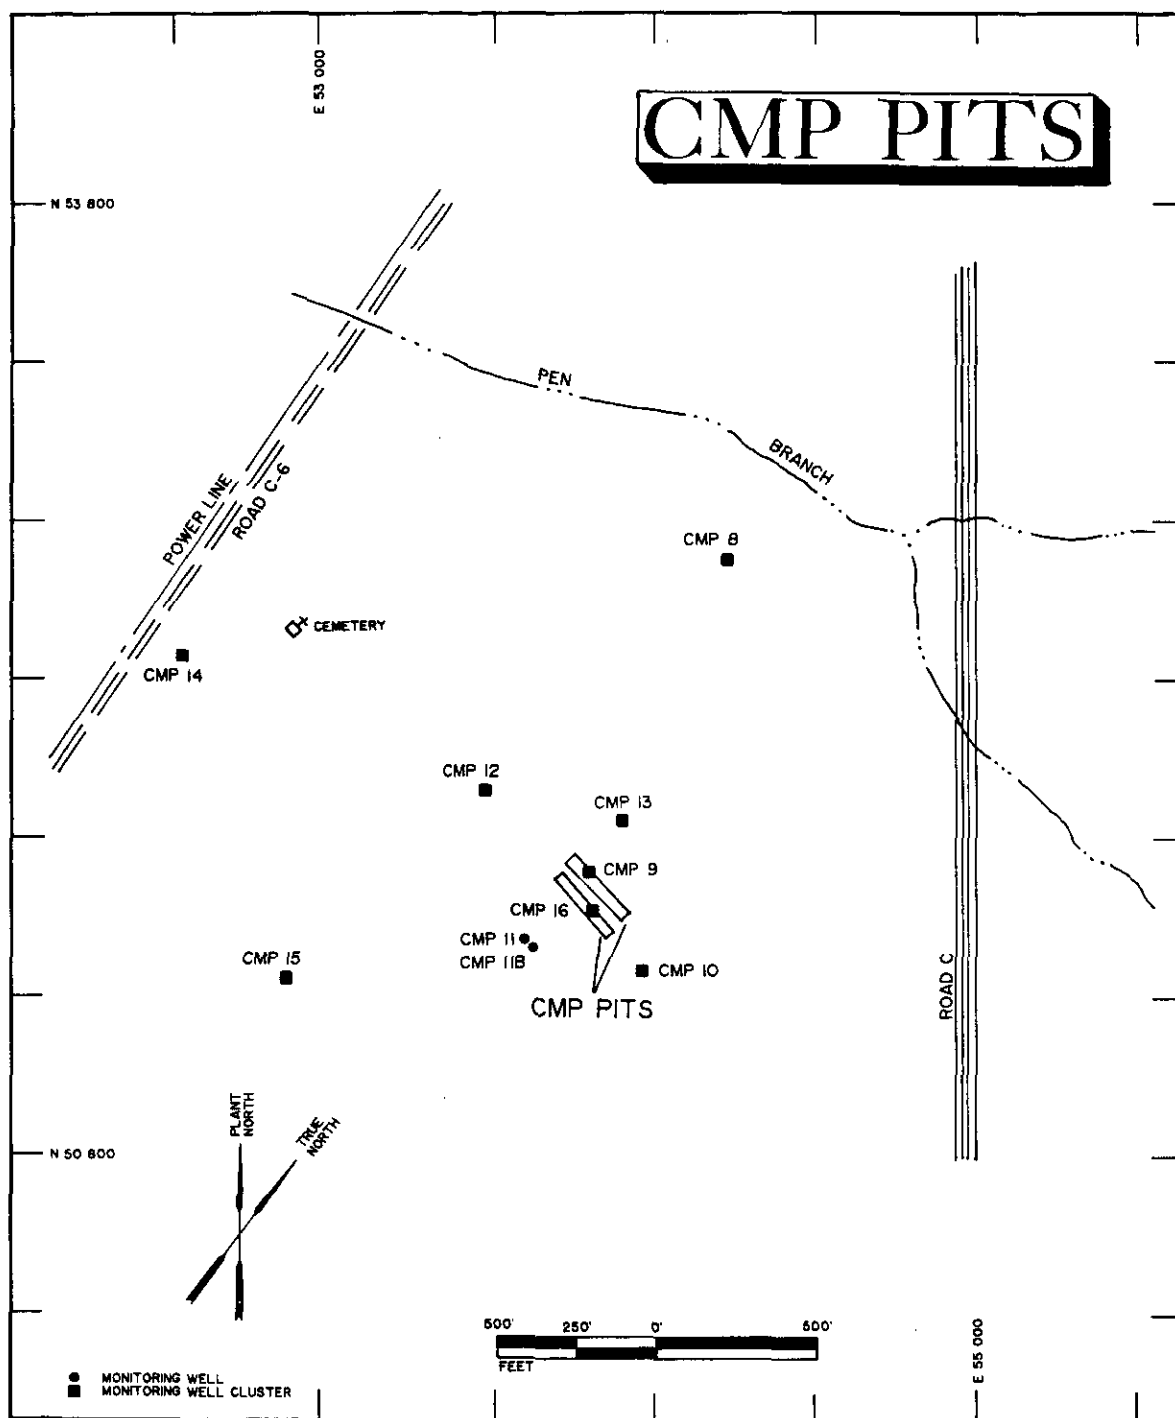 E 53 000
CMP PITS
N 53 800
PEN
BRANCH
POWER LINE
ROAD C-6
CMP 8
CEMETERY
CMP 14
CMP 12
CMP 13
CMP 9
CMP 16
CMP 11
CMP 11B
CMP 15
CMP 10
ROAD C
CMP PITS
PLANT
NORTH
TRUE
NORTH
N 50 800
500' 250' 0' 500'
FEET
E 55 000
MONITORING WELL
MONITORING WELL CLUSTER